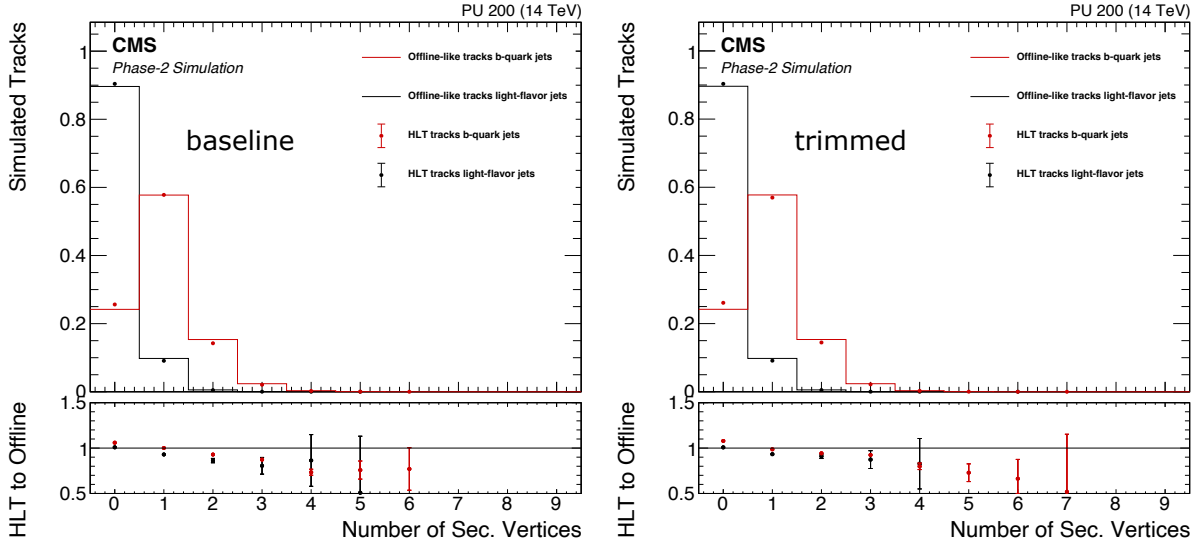 PU 200 (14 TeV)
Simulated Tracks
CMS
Phase-2 Simulation
Offline-like tracks b-quark jets
Offline-like tracks light-flavor jets
HLT tracks b-quark jets
HLT tracks light-flavor jets
baseline
1
0.8
0.6
0.4
0.2
0
HLT to Offline
1.5
1
0.5
0 1 2 3 4 5 6 7 8 9
Number of Sec. Vertices
PU 200 (14 TeV)
Simulated Tracks
CMS
Phase-2 Simulation
Offline-like tracks b-quark jets
Offline-like tracks light-flavor jets
HLT tracks b-quark jets
HLT tracks light-flavor jets
trimmed
1
0.8
0.6
0.4
0.2
0
HLT to Offline
1.5
1
0.5
0 1 2 3 4 5 6 7 8 9
Number of Sec. Vertices